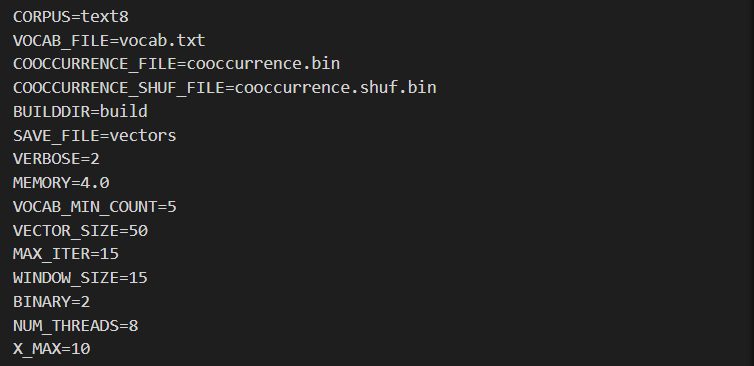 CORPUS=text8
VOCAB_FILE=vocab.txt
COOCCURRENCE_FILE=cooccurrence.bin
COOCCURRENCE_SHUF_FILE=cooccurrence.shuf.bin
BUILDDIR=build
SAVE_FILE=vectors
VERBOSE=2
MEMORY=4.0
VOCAB_MIN_COUNT=5
VECTOR_SIZE=50
MAX_ITER=15
WINDOW_SIZE=15
BINARY=2
NUM_THREADS=8
X_MAX=10